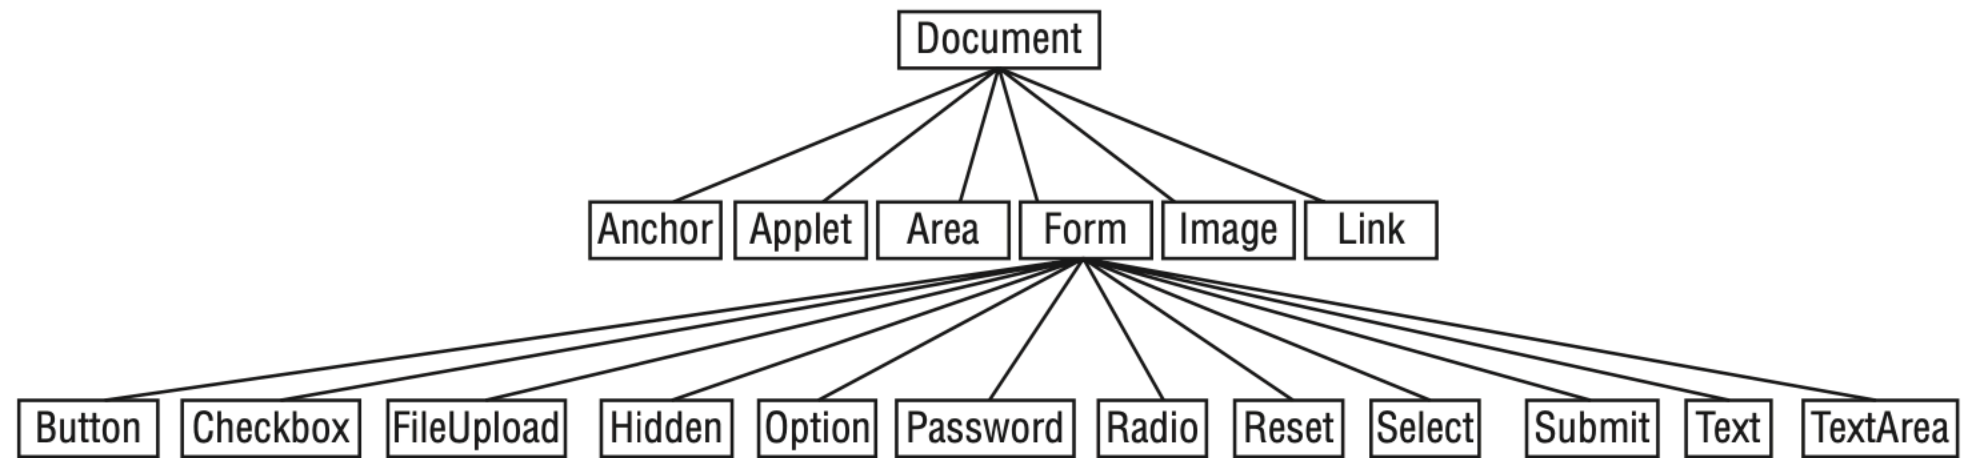 Document
Anchor Applet Area Form Image Link
Button Checkbox FileUpload Hidden Option Password Radio Reset Select Submit Text TextArea